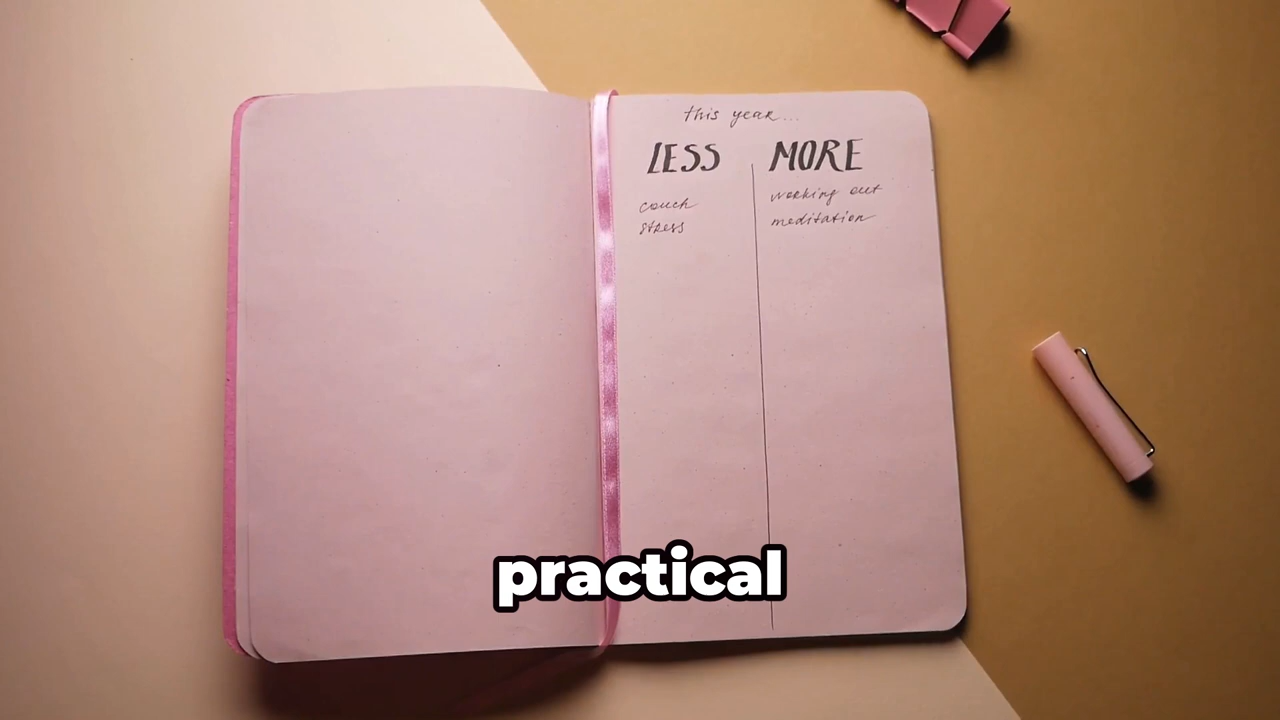 this year...
LESS MORE
couch working out
stress meditation
practical